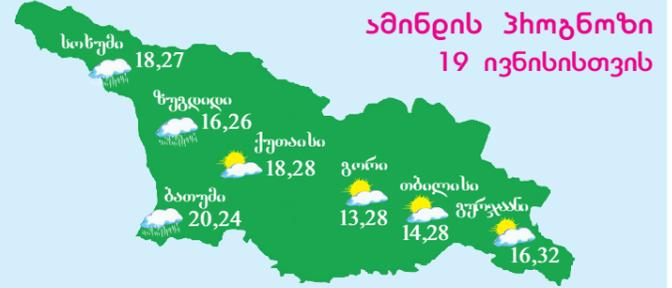 ამინდის პროგნოზი
19 ივნისისთვის
სოხუმი
18,27
ზუგდიდი
16,26
ქუთაისი
18,28
გორი
13,28
თბილისი
14,28
გურჯაანი
16,32
ბათუმი
20,24